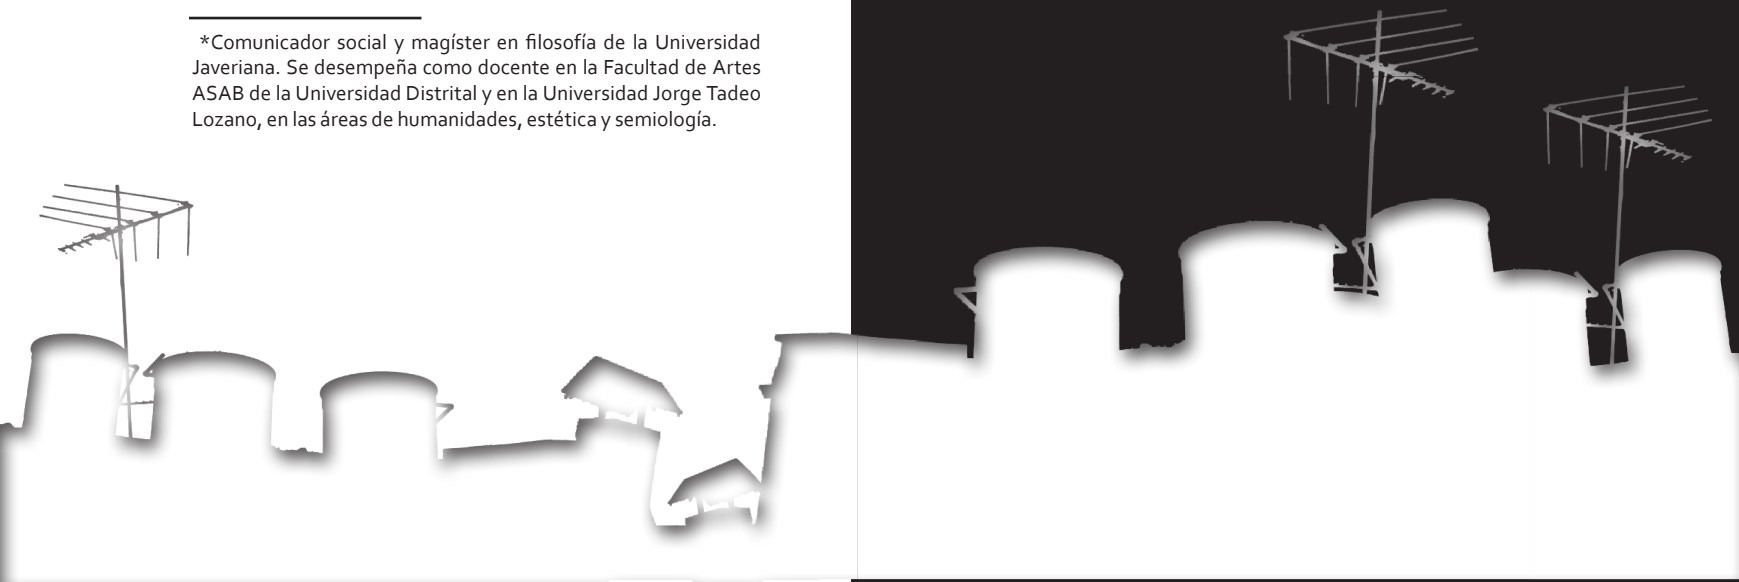 *Comunicador social y magíster en filosofía de la Universidad
Javeriana. Se desempeña como docente en la Facultad de Artes
ASAB de la Universidad Distrital y en la Universidad Jorge Tadeo
Lozano, en las áreas de humanidades, estética y semiología.